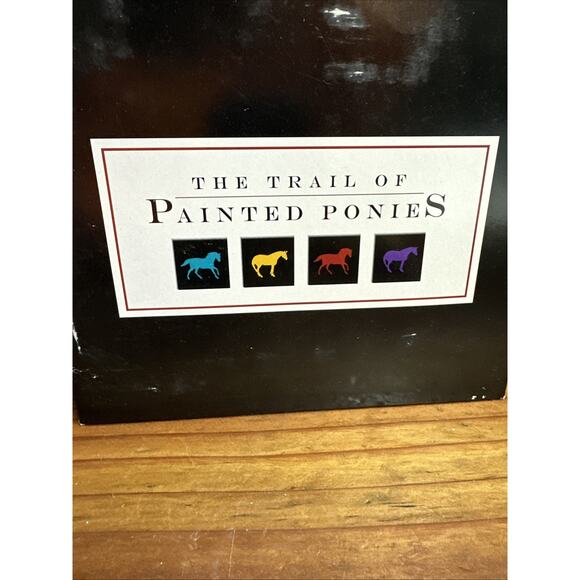 THE TRAIL OF
PAINTED PONIES